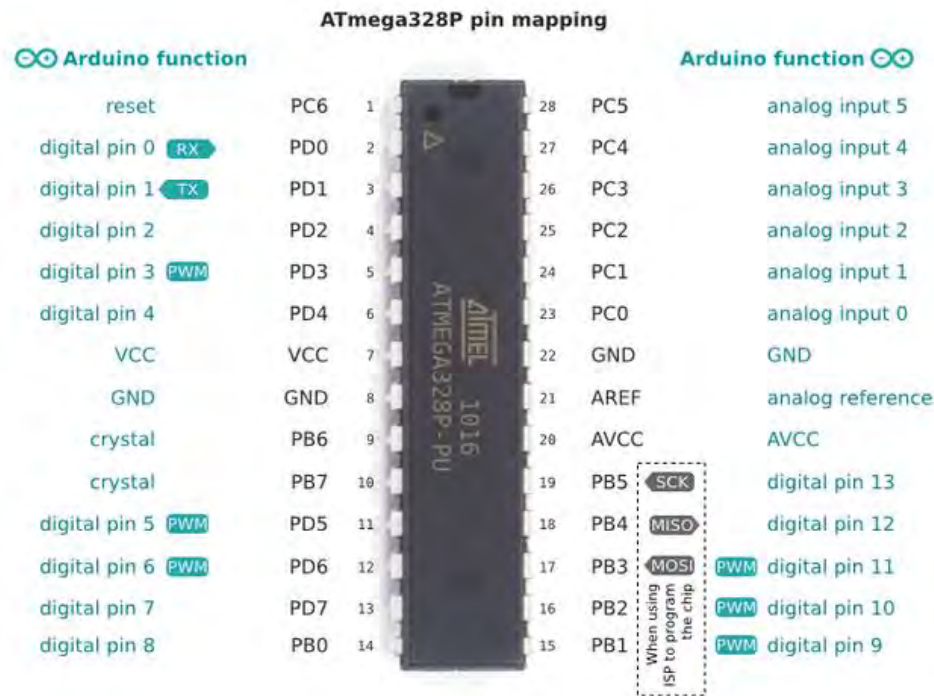 ATmega328P pin mapping
Arduino function Arduino function
reset PC6 1 28 PC5 analog input 5
digital pin 0 RX PD0 2 27 PC4 analog input 4
digital pin 1 TX PD1 3 26 PC3 analog input 3
digital pin 2 PD2 4 25 PC2 analog input 2
digital pin 3 PWM PD3 5 24 PC1 analog input 1
digital pin 4 PD4 6 23 PC0 analog input 0
VCC VCC 7 22 GND GND
GND GND 8 21 AREF analog reference
crystal PB6 9 20 AVCC AVCC
crystal PB7 10 19 PB5 SCK digital pin 13
digital pin 5 PWM PD5 11 18 PB4 MISO digital pin 12
digital pin 6 PWM PD6 12 17 PB3 MOSI PWM digital pin 11
digital pin 7 PD7 13 16 PB2 PWM digital pin 10
digital pin 8 PB0 14 15 PB1 PWM digital pin 9
When using
ISP to program
the chip
ATMEL 1016
ATMEGA328P-PU